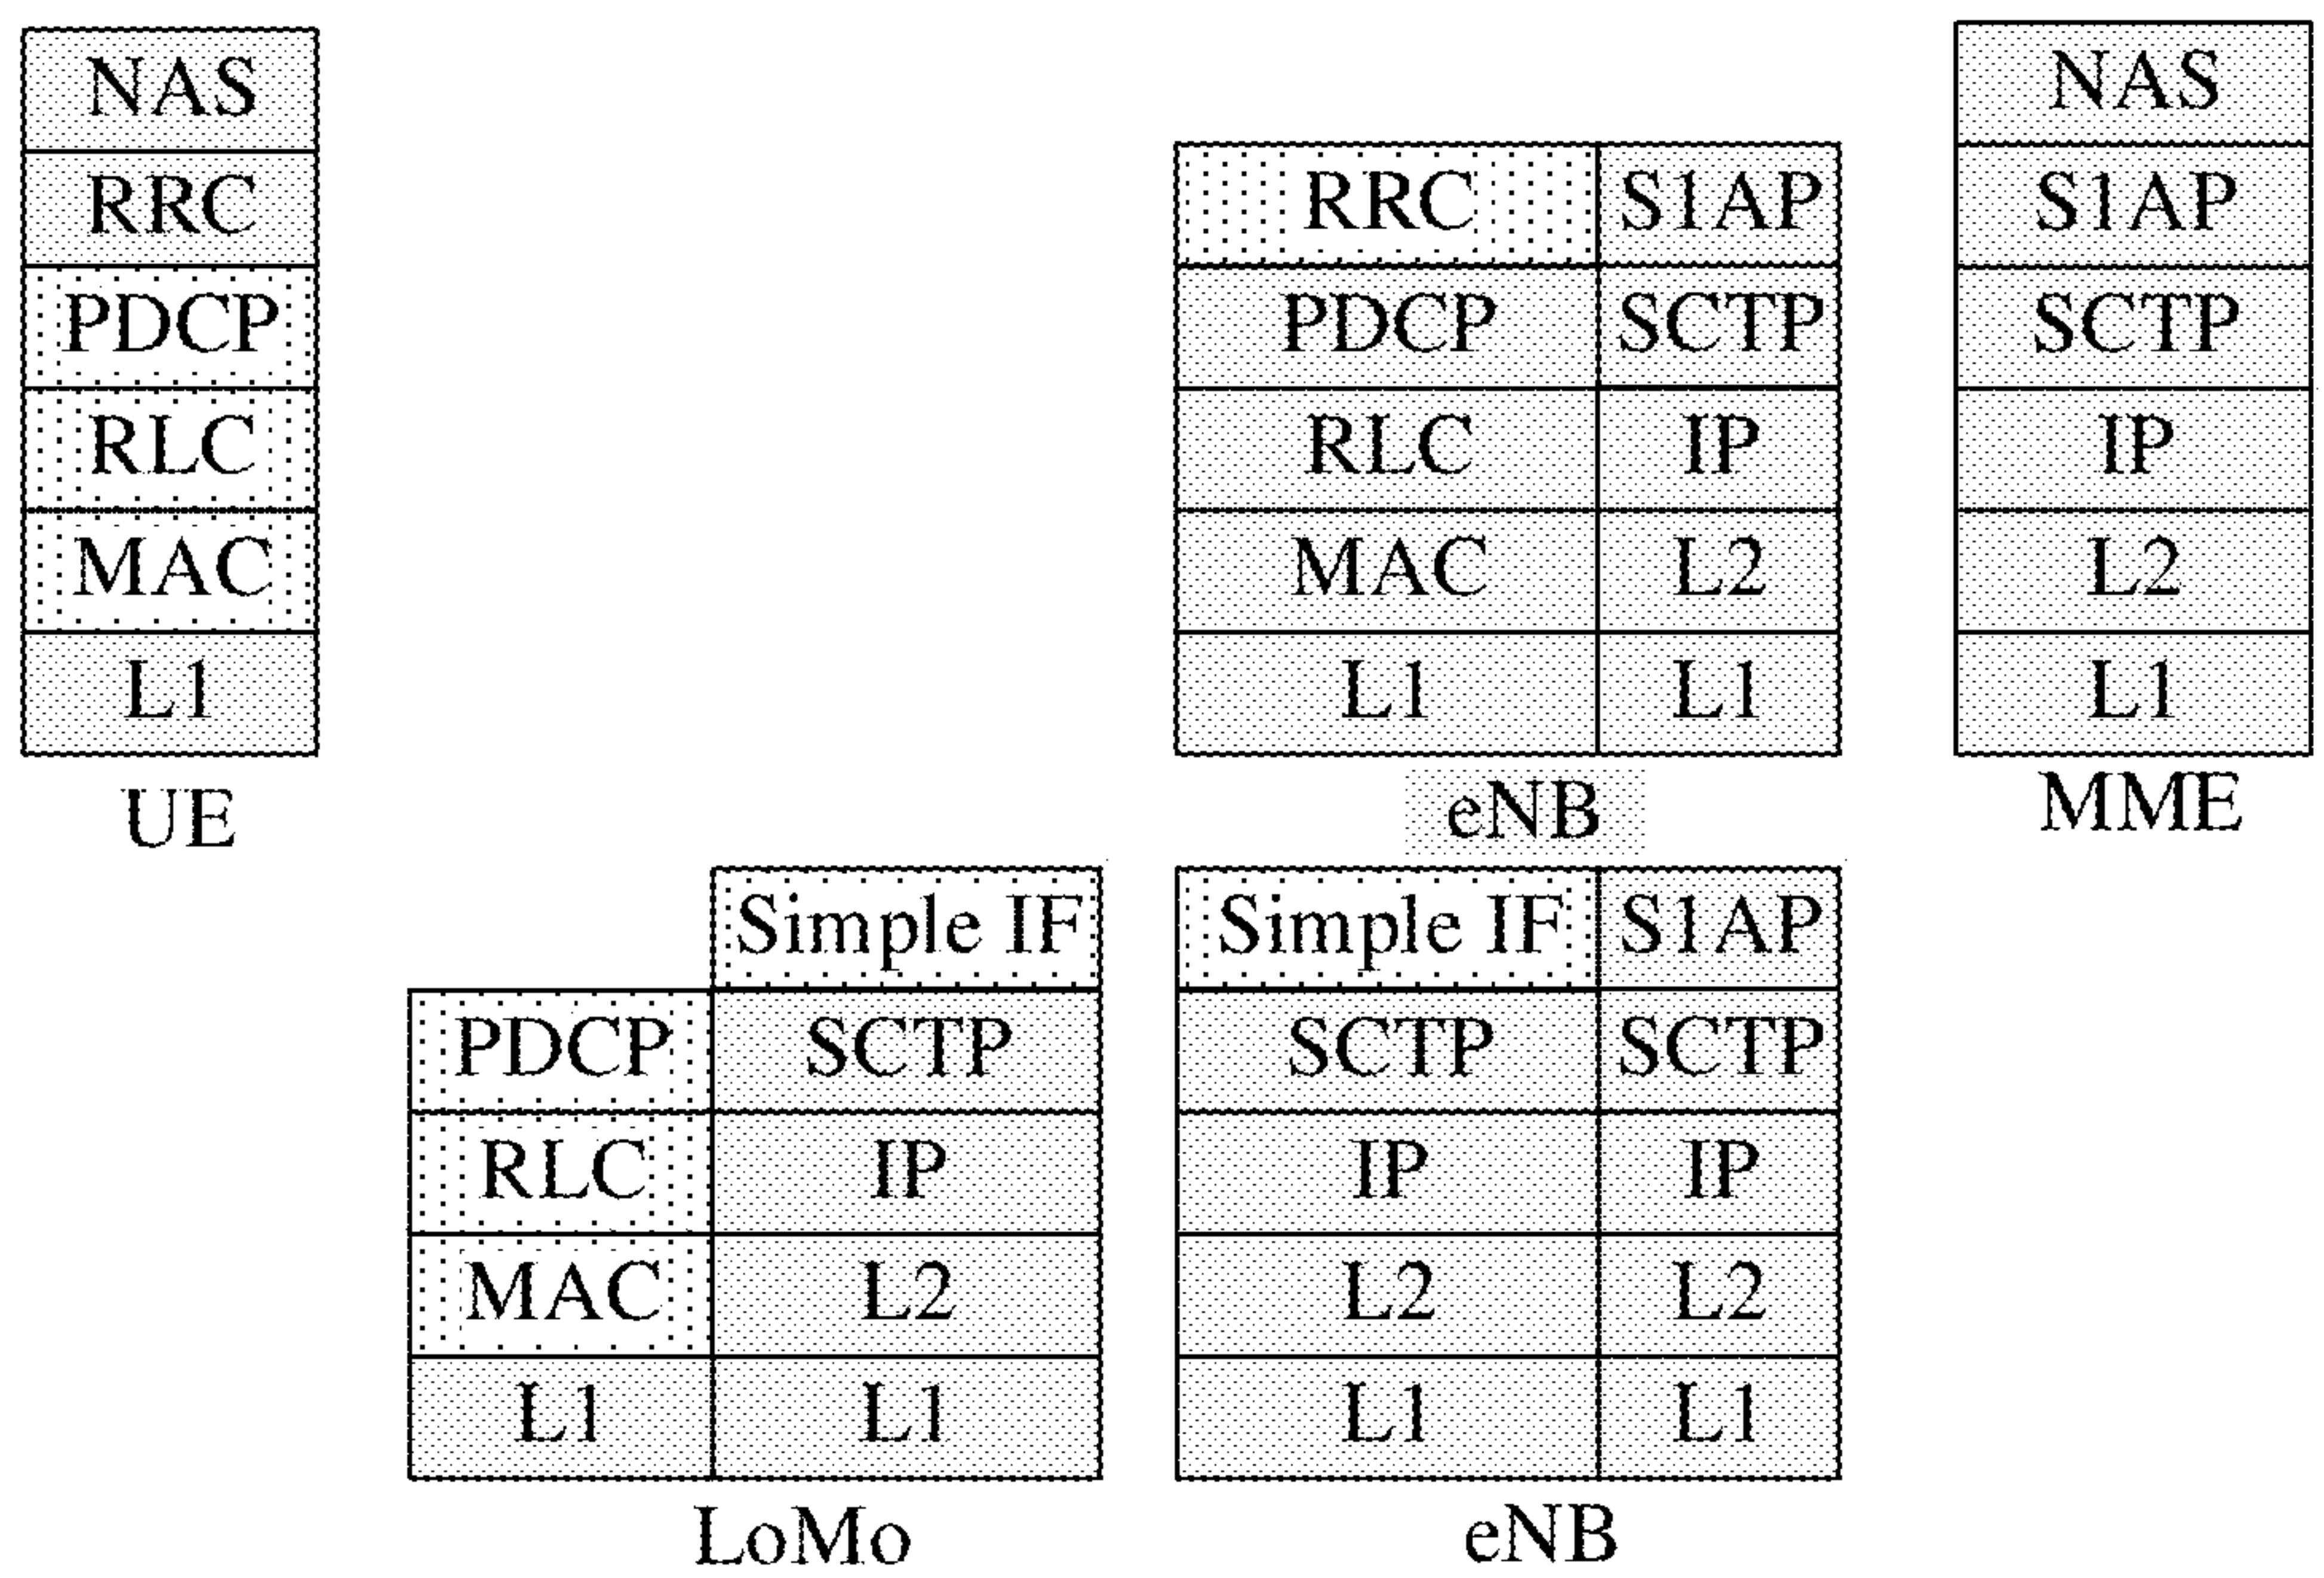 NAS
RRC
PDCP
RLC
MAC
L1
UE
RRC S1AP
PDCP SCTP
RLC IP
MAC L2
L1 L1
eNB
NAS
S1AP
SCTP
IP
L2
L1
MME
Simple IF
PDCP SCTP
RLC IP
MAC L2
L1 L1
LoMo
Simple IF S1AP
SCTP SCTP
IP IP
L2 L2
L1 L1
eNB